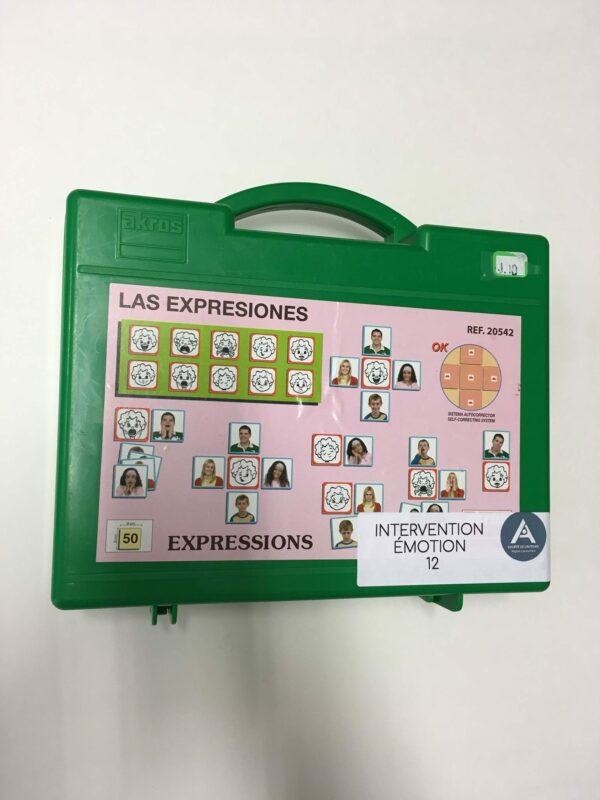 akros
J.10
LAS EXPRESIONES
REF. 20542
OK
SISTEMA AUTOCORRECTOR
SELF-CORRECTING SYSTEM
50
EXPRESSIONS
INTERVENTION
ÉMOTION
12